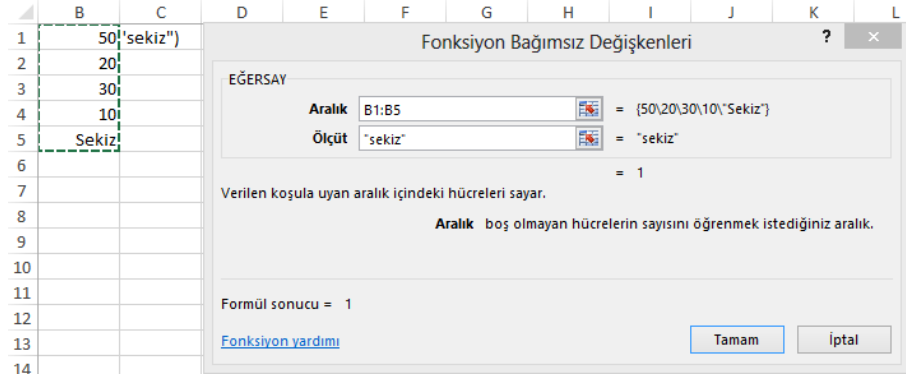 B C D E F G H I J K L
1 50 'sekiz")
2 20
3 30
4 10
5 Sekiz
6
7
8
9
10
11
12
13
14
Fonksiyon Bağımsız Değişkenleri ? ×
EĞERSAY
Aralık B1:B5 = {50\20\30\10\"Sekiz"}
Ölçüt "sekiz" = "sekiz"
= 1
Verilen koşula uyan aralık içindeki hücreleri sayar.
Aralık boş olmayan hücrelerin sayısını öğrenmek istediğiniz aralık.
Formül sonucu = 1
Fonksiyon yardımı Tamam İptal